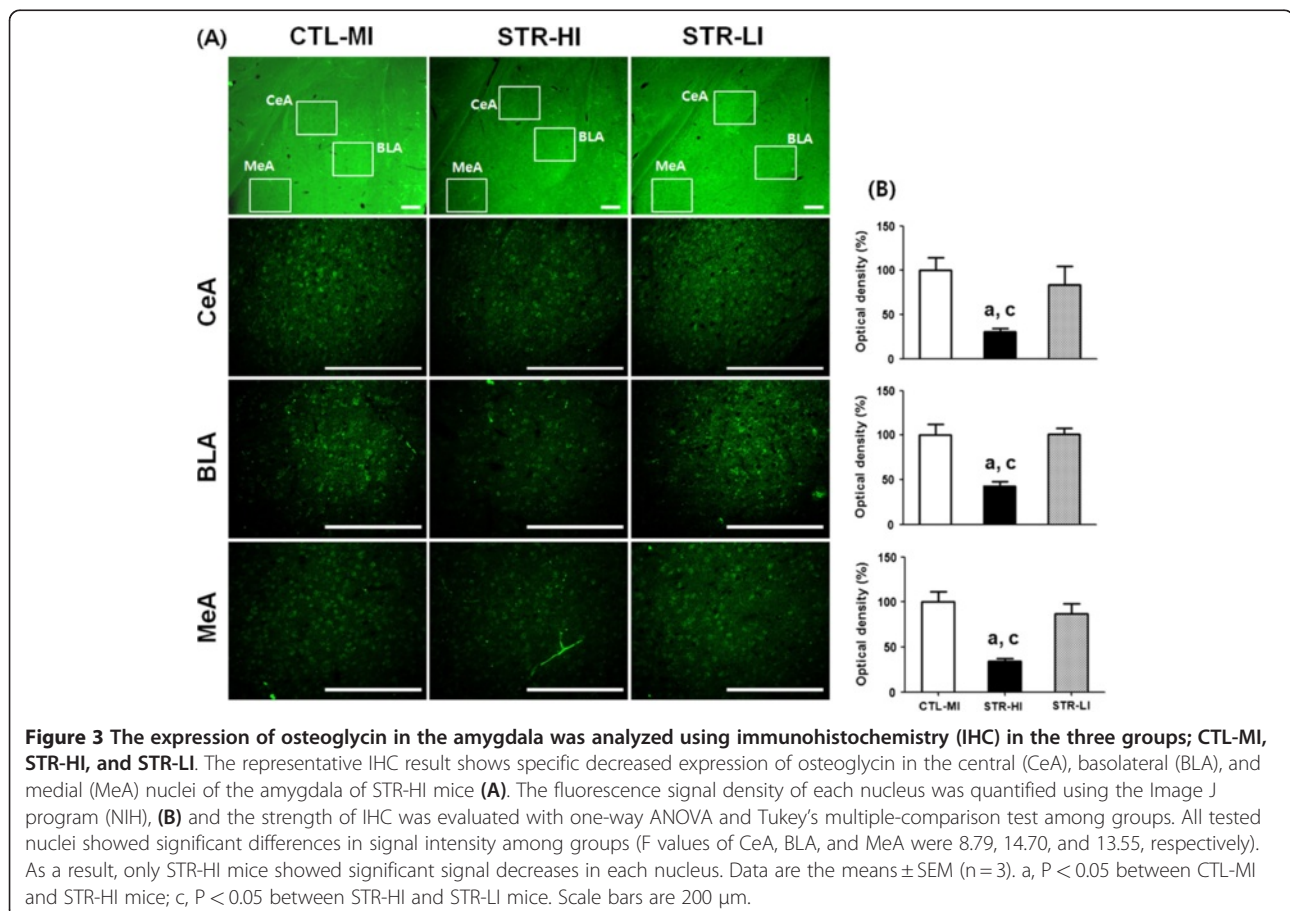 (A) CTL-MI STR-HI STR-LI
CeA CeA CeA
BLA BLA BLA
MeA MeA MeA
(B)
CeA
150
100
50
0
Optical density (%)
a, c
BLA
150
100
50
0
Optical density (%)
a, c
MeA
150
100
50
0
Optical density (%)
a, c
CTL-MI STR-HI STR-LI
Figure 3 The expression of osteoglycin in the amygdala was analyzed using immunohistochemistry (IHC) in the three groups; CTL-MI,
STR-HI, and STR-LI. The representative IHC result shows specific decreased expression of osteoglycin in the central (CeA), basolateral (BLA), and
medial (MeA) nuclei of the amygdala of STR-HI mice (A). The fluorescence signal density of each nucleus was quantified using the Image J
program (NIH), (B) and the strength of IHC was evaluated with one-way ANOVA and Tukey's multiple-comparison test among groups. All tested
nuclei showed significant differences in signal intensity among groups (F values of CeA, BLA, and MeA were 8.79, 14.70, and 13.55, respectively).
As a result, only STR-HI mice showed significant signal decreases in each nucleus. Data are the means ± SEM (n = 3). a, P < 0.05 between CTL-MI
and STR-HI mice; c, P < 0.05 between STR-HI and STR-LI mice. Scale bars are 200 μm.